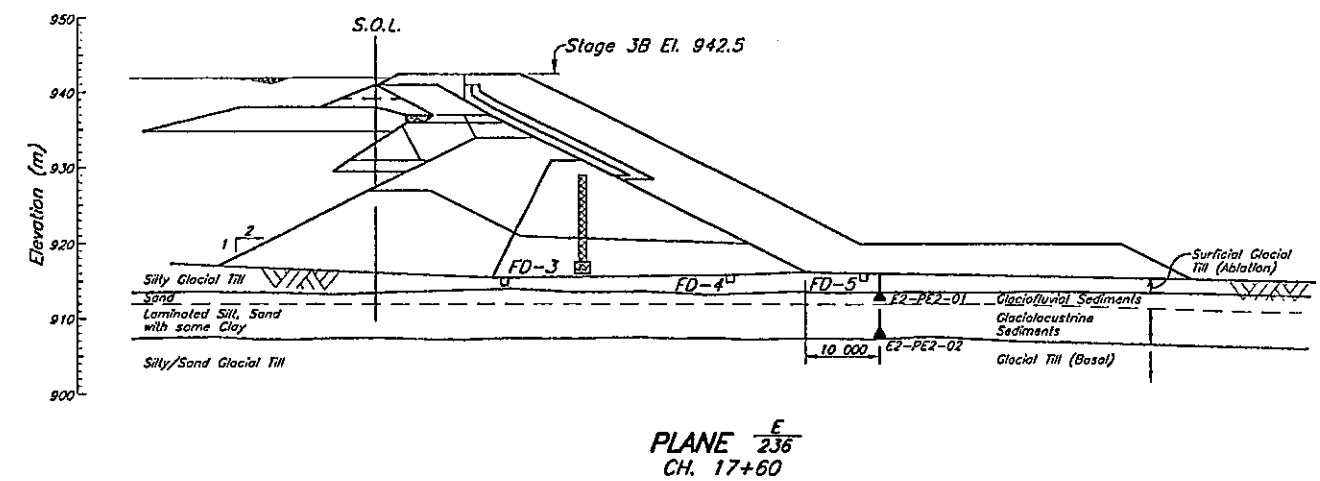 950
940
930
920
910
900
Elevation (m)
S.O.L.
Stage 3B El. 942.5
2
1
FD-3
FD-4
FD-5
Surficial Glacial
Till (Ablation)
Silty Glacial Till
Sand
Laminated Silt, Sand
with some Clay
Silty/Sand Glacial Till
E2-PE2-01
Glaciofluvial Sediments
Glaciolacustrine
Sediments
10 000
E2-PE2-02
Glacial Till (Basal)
PLANE E
236
CH. 17+60